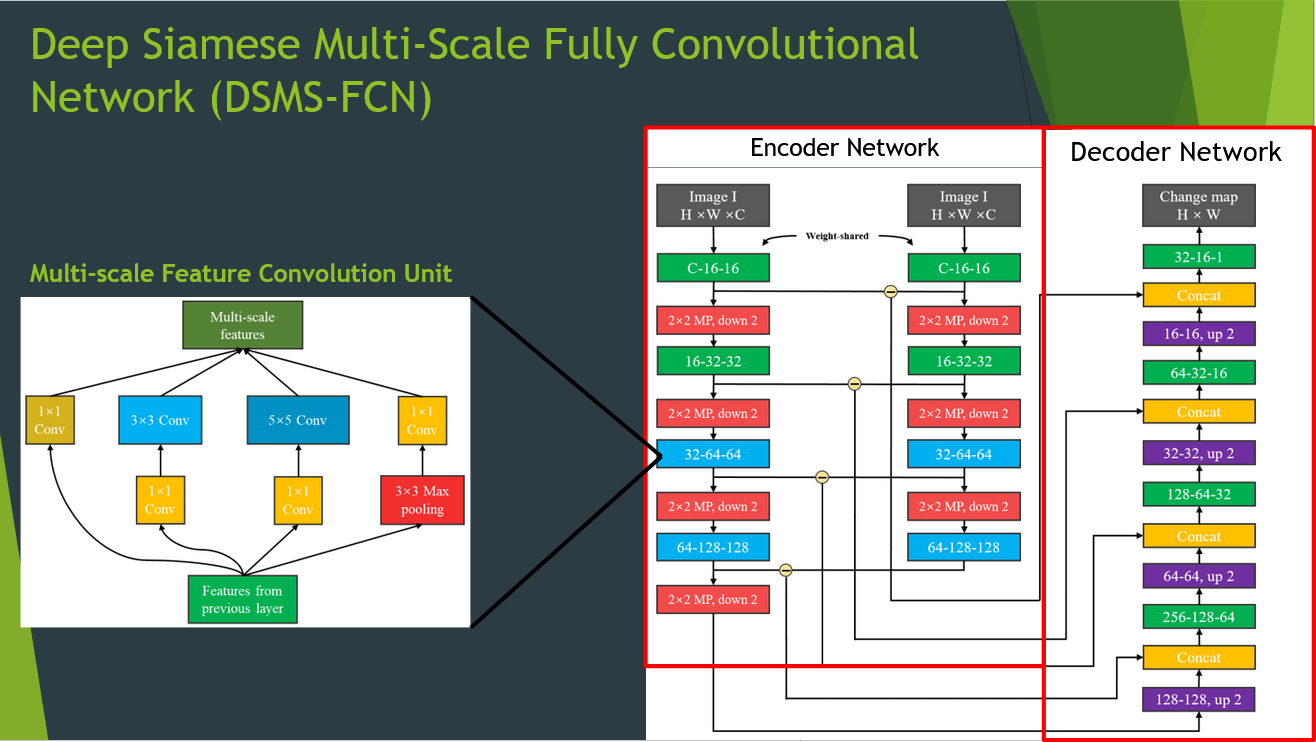 Deep Siamese Multi-Scale Fully Convolutional
Network (DSMS-FCN)
Multi-scale Feature Convolution Unit
Multi-scale
features
1×1
Conv
3×3 Conv
5×5 Conv
1×1
Conv
1×1
Conv
1×1
Conv
3×3 Max
pooling
Features from
previous layer
Encoder Network
Image I
H ×W ×C
Image I
H ×W ×C
Weight-shared
C-16-16
C-16-16
2×2 MP, down 2
2×2 MP, down 2
16-32-32
16-32-32
2×2 MP, down 2
2×2 MP, down 2
32-64-64
32-64-64
2×2 MP, down 2
2×2 MP, down 2
64-128-128
64-128-128
2×2 MP, down 2
Decoder Network
Change map
H × W
32-16-1
Concat
16-16, up 2
64-32-16
Concat
32-32, up 2
128-64-32
Concat
64-64, up 2
256-128-64
Concat
128-128, up 2